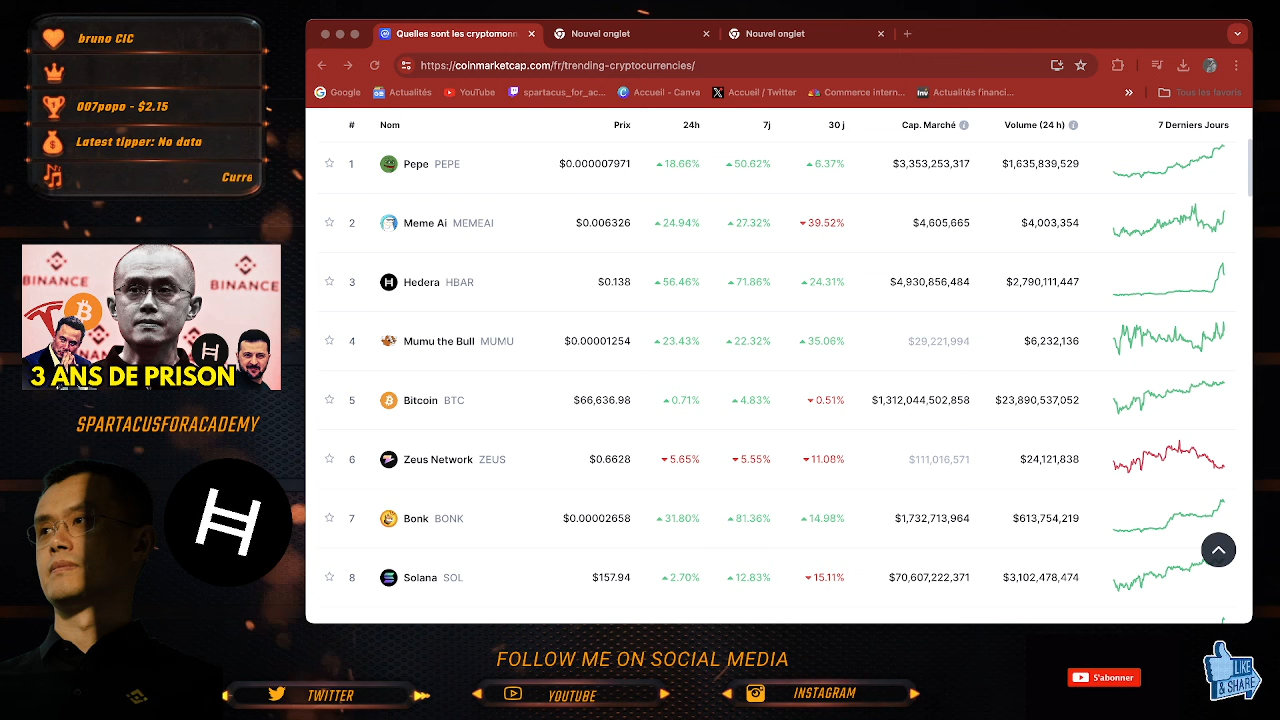 bruno CIC
007popo - $2.15
Latest tipper: No data
Curre
BINANCE
BINANCE
3 ANS DE PRISON
SPARTACUSFORACADEMY
Quelles sont les cryptomonn
Nouvel onglet
Nouvel onglet
https://coinmarketcap.com/fr/trending-cryptocurrencies/
Google Actualités YouTube spartacus_for_ac... Accueil - Canva Accueil / Twitter Commerce intern... Actualités financi... Tous les favoris
# Nom Prix 24h 7j 30 j Cap. Marché Volume (24 h) 7 Derniers Jours
1 Pepe PEPE $0.000007971 18.66% 50.62% 6.37% $3,353,253,317 $1,635,839,529
2 Meme Ai MEMEAI $0.006326 24.94% 27.32% 39.52% $4,605,665 $4,003,354
3 Hedera HBAR $0.138 56.46% 71.86% 24.31% $4,930,856,484 $2,790,111,447
4 Mumu the Bull MUMU $0.00001254 23.43% 22.32% 35.06% $29,221,994 $6,232,136
5 Bitcoin BTC $66,636.98 0.71% 4.83% 0.51% $1,312,044,502,858 $23,890,537,052
6 Zeus Network ZEUS $0.6628 5.65% 5.55% 11.08% $111,016,571 $24,121,838
7 Bonk BONK $0.00002658 31.80% 81.36% 14.98% $1,732,713,964 $613,754,219
8 Solana SOL $157.94 2.70% 12.83% 15.11% $70,607,222,371 $3,102,478,474
FOLLOW ME ON SOCIAL MEDIA
TWITTER
YOUTUBE
INSTAGRAM
S'abonner
LIKE
& SHARE